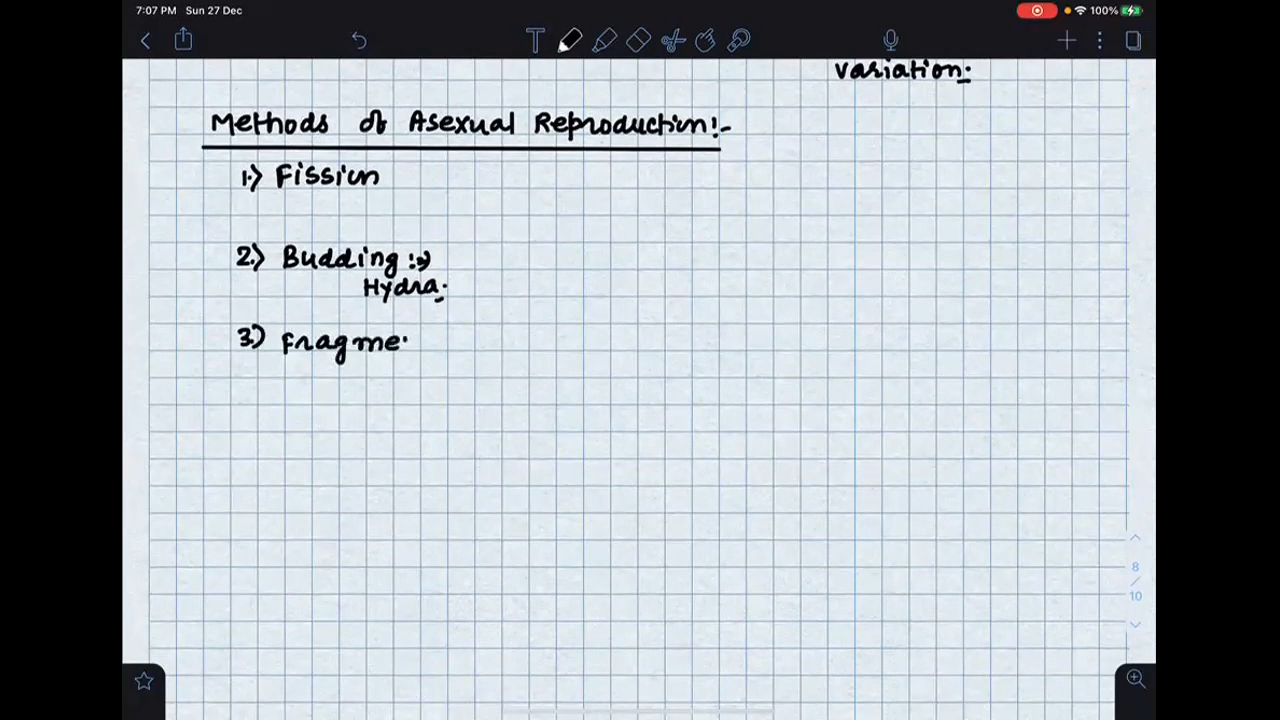 7:07 PM Sun 27 Dec
100%
variation:
Methods of Asexual Reproduction:-
1.) Fission
2.) Budding :→
Hydra.
3.) Fragme.
8
/
10